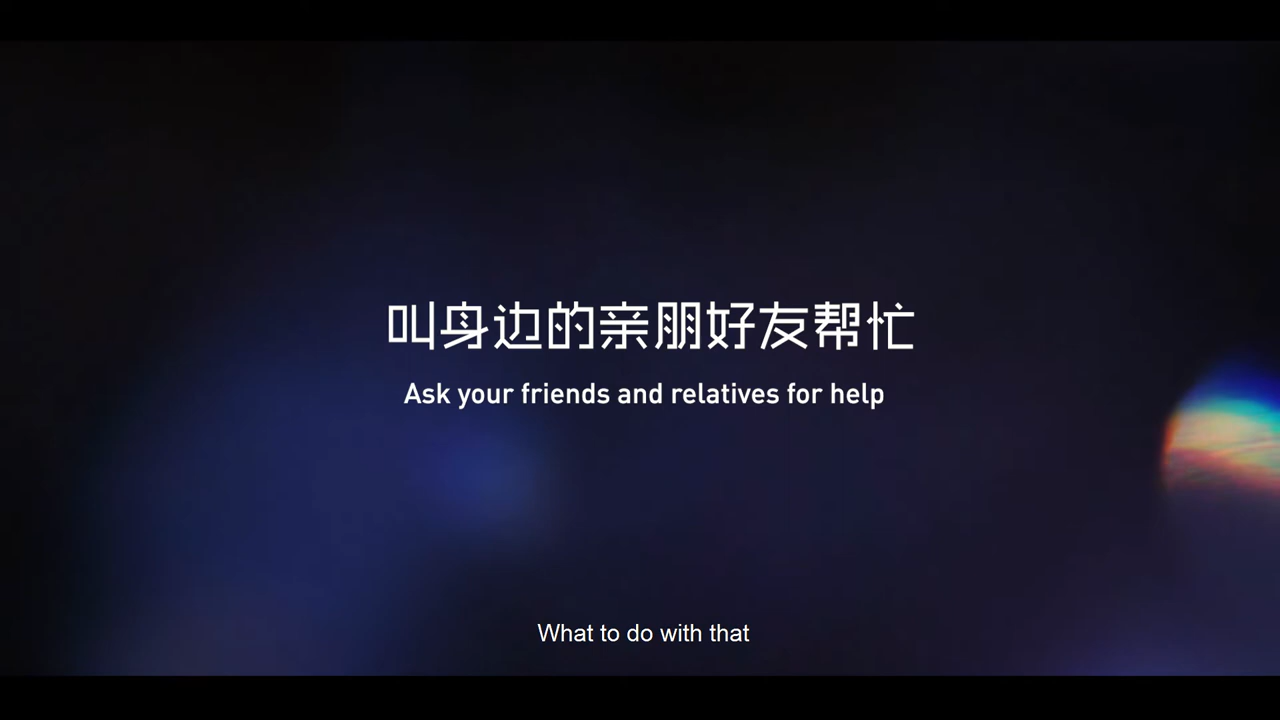 叫身边的亲朋好友帮忙
Ask your friends and relatives for help
What to do with that